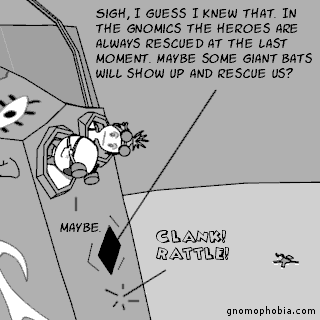 SIGH, I GUESS I KNEW THAT. IN
THE GNOMICS THE HEROES ARE
ALWAYS RESCUED AT THE LAST
MOMENT. MAYBE SOME GIANT BATS
WILL SHOW UP AND RESCUE US?
MAYBE.
CLANK!
RATTLE!
gnomophobia.com